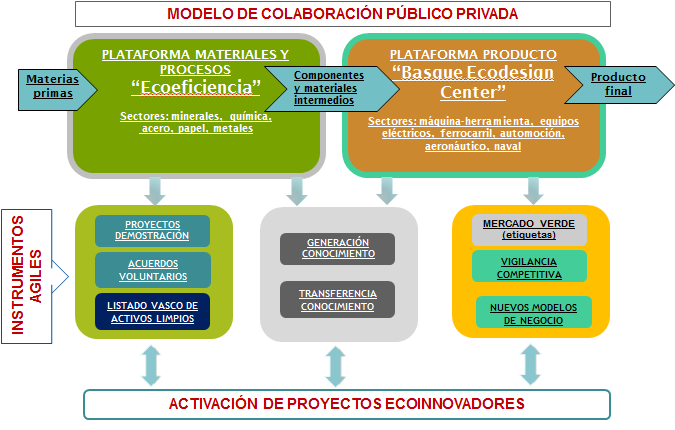 MODELO DE COLABORACIÓN PÚBLICO PRIVADA
PLATAFORMA MATERIALES Y
PROCESOS
“Ecoeficiencia”
Sectores: minerales, química,
acero, papel, metales
PLATAFORMA PRODUCTO
“Basque Ecodesign
Center”
Sectores: máquina-herramienta, equipos
eléctricos, ferrocarril, automoción,
aeronáutico, naval
Materias
primas
Componentes
y materiales
intermedios
Producto
final
INSTRUMENTOS
AGILES
PROYECTOS
DEMOSTRACIÓN
ACUERDOS
VOLUNTARIOS
LISTADO VASCO DE
ACTIVOS LIMPIOS
GENERACIÓN
CONOCIMIENTO
TRANSFERENCIA
CONOCIMIENTO
MERCADO VERDE
(etiquetas)
VIGILANCIA
COMPETITIVA
NUEVOS MODELOS
DE NEGOCIO
ACTIVACIÓN DE PROYECTOS ECOINNOVADORES